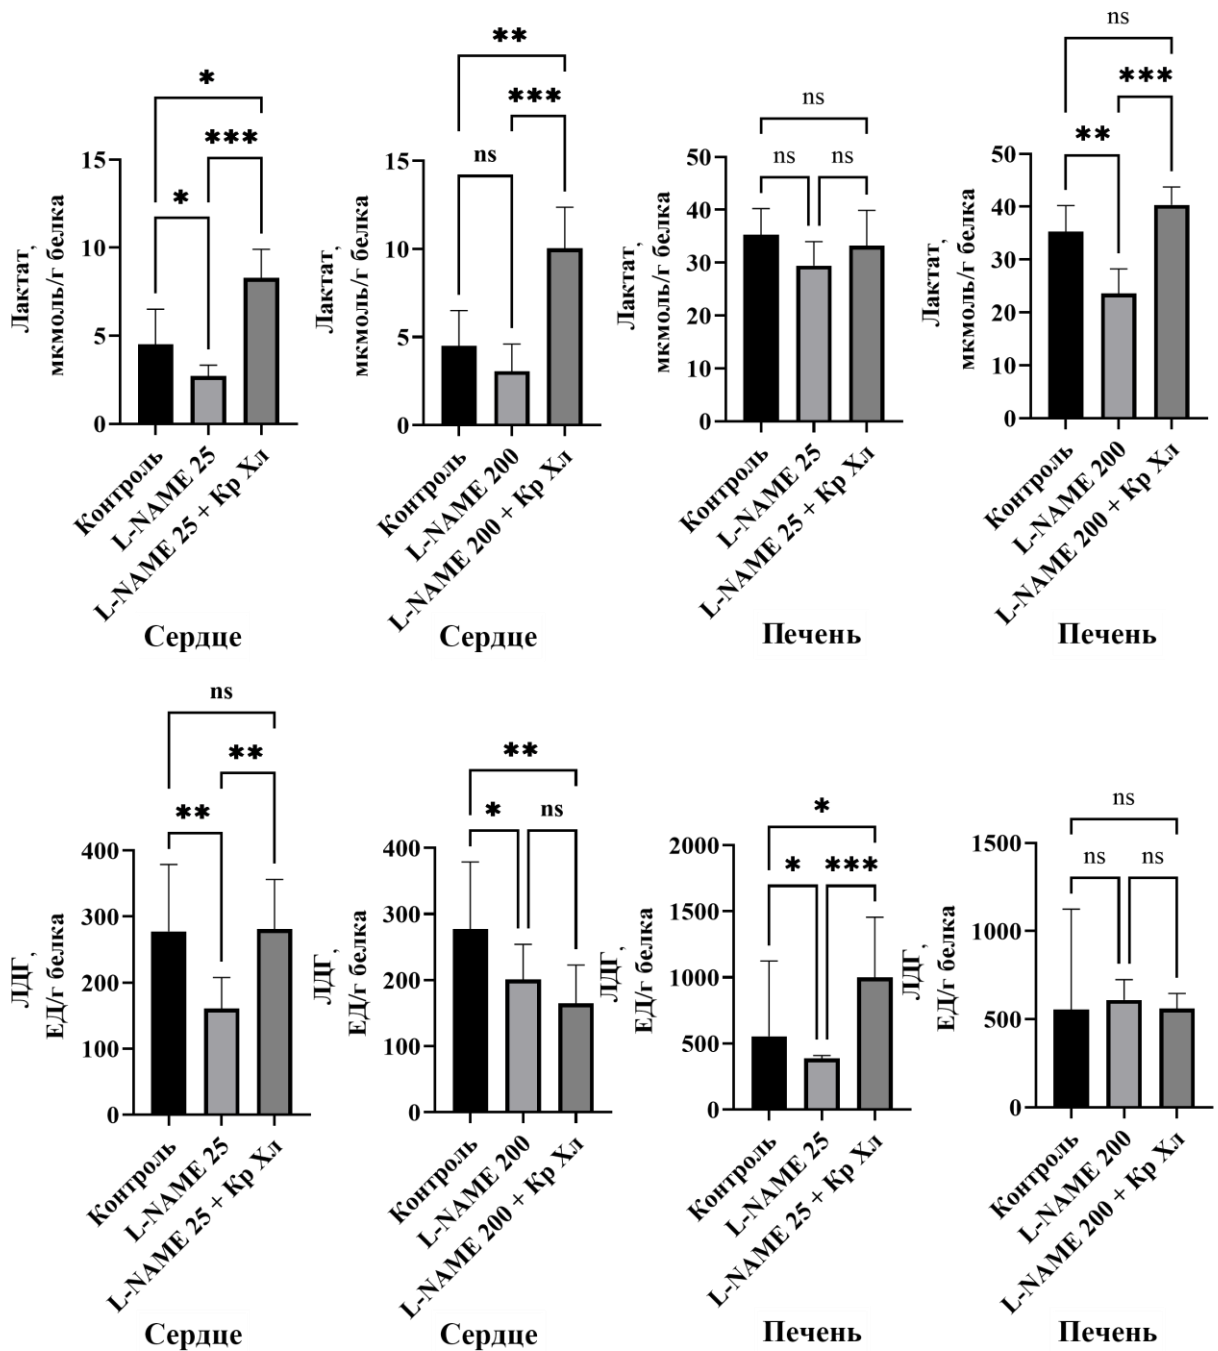 *
***
*
15
10
5
0
Лактат,
мкмоль/г белка
Контроль
L-NAME 25
L-NAME 25 + Кр Хл
Сердце
**
***
ns
15
10
5
0
Лактат,
мкмоль/г белка
Контроль
L-NAME 200
L-NAME 200 + Кр Хл
Сердце
ns
ns
ns
50
40
30
20
10
0
Лактат,
мкмоль/г белка
Контроль
L-NAME 25
L-NAME 25 + Кр Хл
Печень
ns
***
**
50
40
30
20
10
0
Лактат,
мкмоль/г белка
Контроль
L-NAME 200
L-NAME 200 + Кр Хл
Печень
ns
**
**
400
300
200
100
0
ЛДГ,
ЕД/г белка
Контроль
L-NAME 25
L-NAME 25 + Кр Хл
Сердце
**
*
ns
400
300
200
100
0
ЛДГ,
ЕД/г белка
Контроль
L-NAME 200
L-NAME 200 + Кр Хл
Сердце
*
*
***
2000
1500
1000
500
0
ЛДГ,
ЕД/г белка
Контроль
L-NAME 25
L-NAME 25 + Кр Хл
Печень
ns
ns
ns
1500
1000
500
0
ЛДГ,
ЕД/г белка
Контроль
L-NAME 200
L-NAME 200 + Кр Хл
Печень